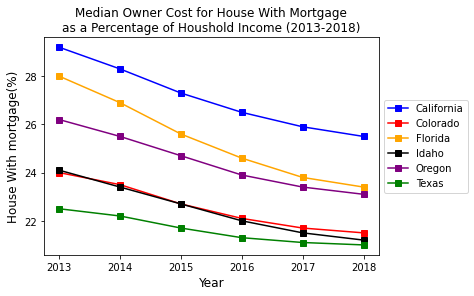 Median Owner Cost for House With Mortgage
as a Percentage of Houshold Income (2013-2018)
House With mortgage(%)
28
26
24
22
2013 2014 2015 2016 2017 2018
Year
California
Colorado
Florida
Idaho
Oregon
Texas